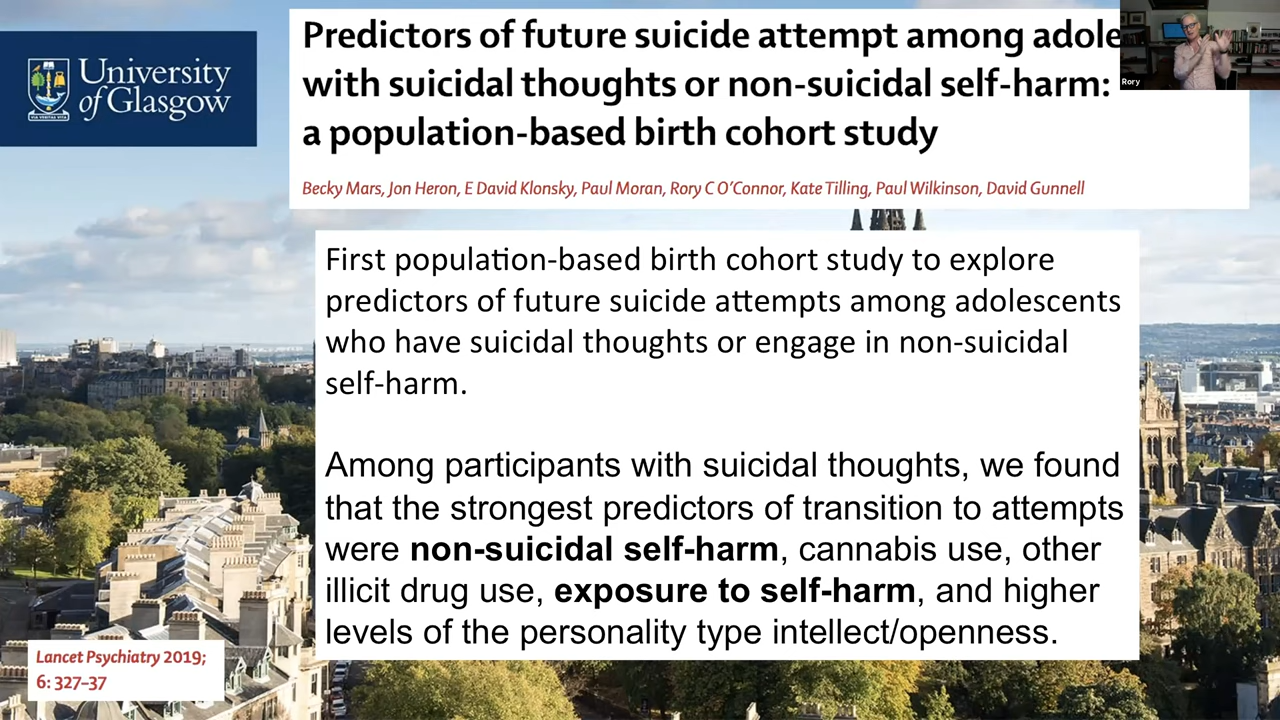 University
of Glasgow
VIA VERITAS VITA
Predictors of future suicide attempt among adole
with suicidal thoughts or non-suicidal self-harm:
a population-based birth cohort study
Rory
Becky Mars, Jon Heron, E David Klonsky, Paul Moran, Rory C O’Connor, Kate Tilling, Paul Wilkinson, David Gunnell
First population-based birth cohort study to explore
predictors of future suicide attempts among adolescents
who have suicidal thoughts or engage in non-suicidal
self-harm.
Among participants with suicidal thoughts, we found
that the strongest predictors of transition to attempts
were non-suicidal self-harm, cannabis use, other
illicit drug use, exposure to self-harm, and higher
levels of the personality type intellect/openness.
Lancet Psychiatry 2019;
6: 327–37